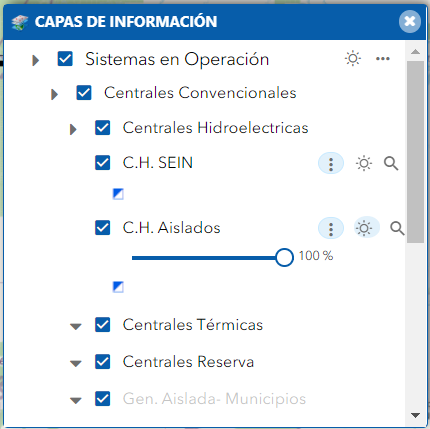 CAPAS DE INFORMACIÓN
Sistemas en Operación
Centrales Convencionales
Centrales Hidroelectricas
C.H. SEIN
C.H. Aislados
100 %
Centrales Térmicas
Centrales Reserva
Gen. Aislada- Municipios